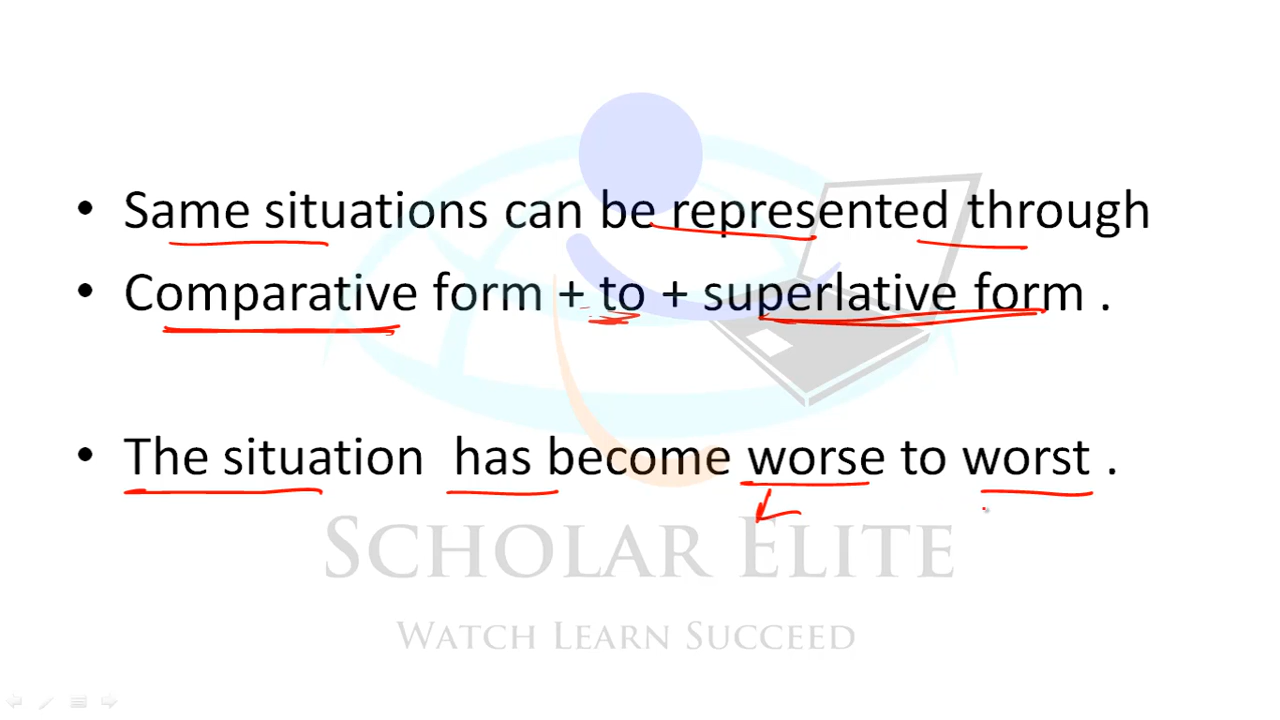 • Same situations can be represented through
• Comparative form + to + superlative form .
• The situation has become worse to worst .
SCHOLAR ELITE
WATCH LEARN SUCCEED